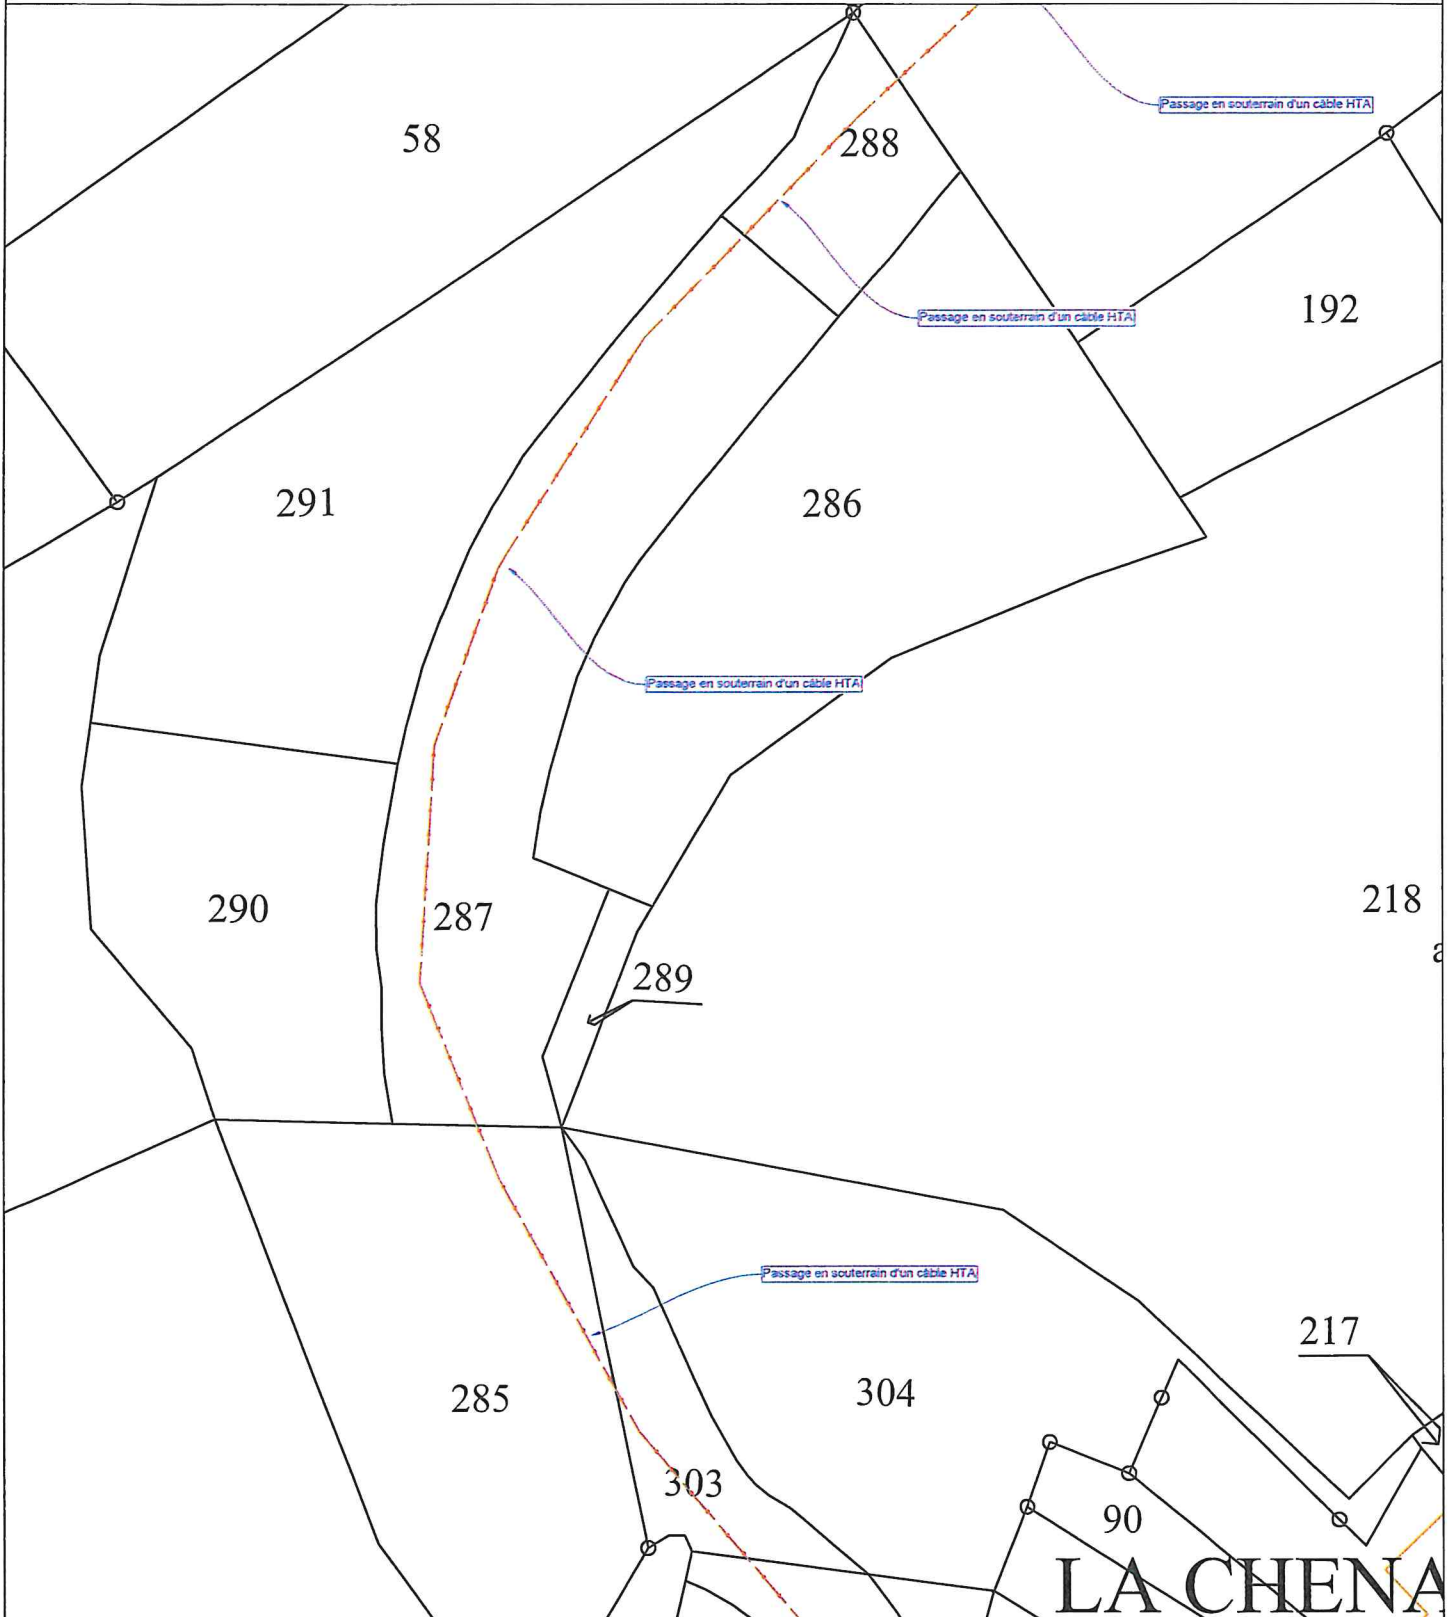 Passage en souterrain d'un câble HTA
58
288
192
Passage en souterrain d'un câble HTA
291
286
Passage en souterrain d'un câble HTA
290
287
218
a
289
Passage en souterrain d'un câble HTA
217
285
304
303
90
LA CHENA